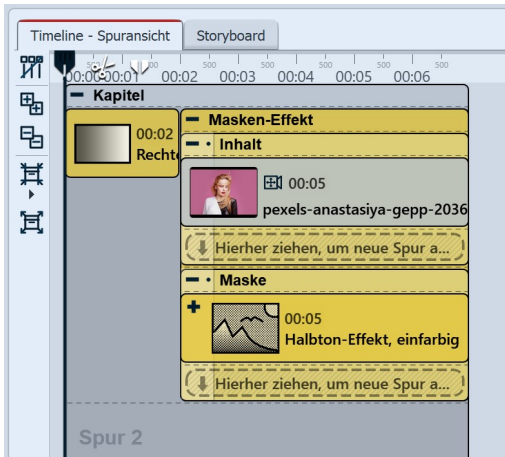 Timeline - Spuransicht
Storyboard
500 500 500 500 500 500
00:00 00:01 00:02 00:03 00:04 00:05 00:06
Kapitel
00:02
Rechte
Masken-Effekt
Inhalt
00:05
pexels-anastasiya-gepp-2036
Hierher ziehen, um neue Spur a...
Maske
00:05
Halbton-Effekt, einfarbig
Hierher ziehen, um neue Spur a...
Spur 2